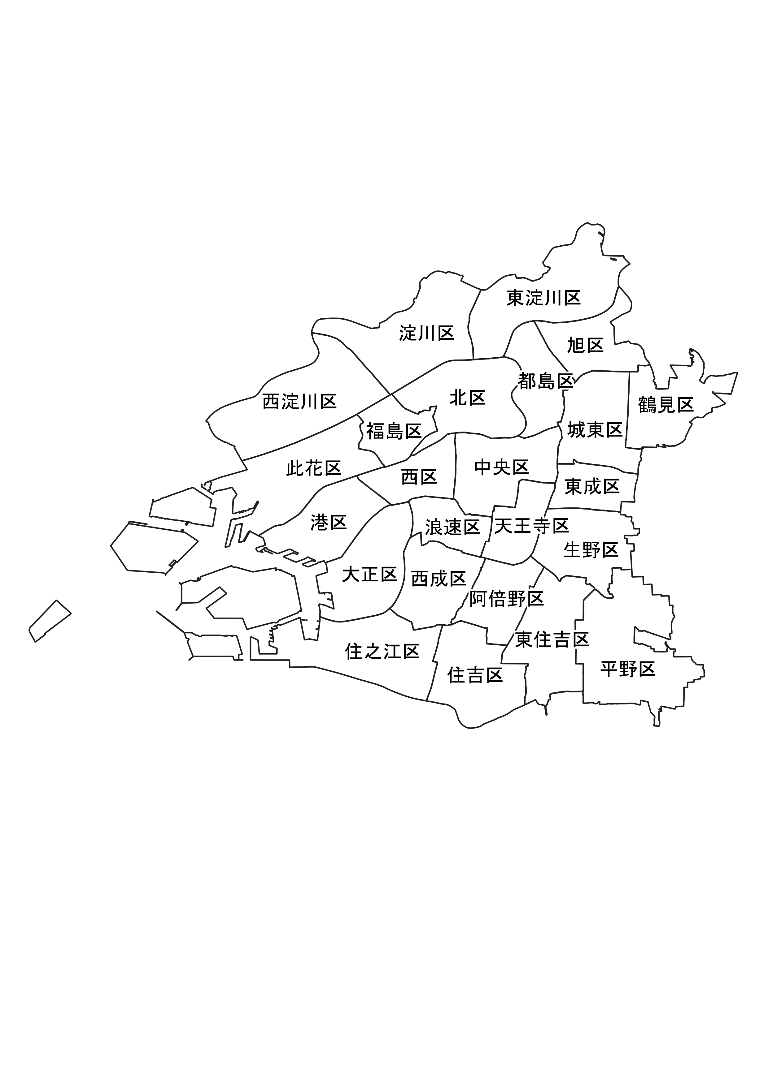 東淀川区
淀川区
旭区
都島区
北区
西淀川区
鶴見区
福島区
城東区
此花区
西区
中央区
東成区
港区
浪速区
天王寺区
生野区
大正区
西成区
阿倍野区
東住吉区
住之江区
平野区
住吉区